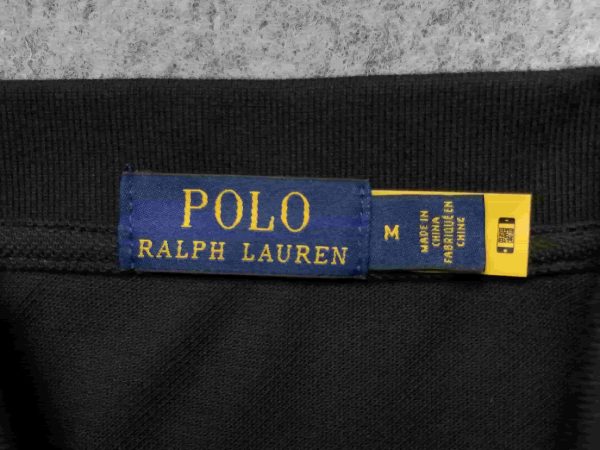 POLO
RALPH LAUREN
M
MADE IN
CHINA
FABRIQUÉ EN
CHINE